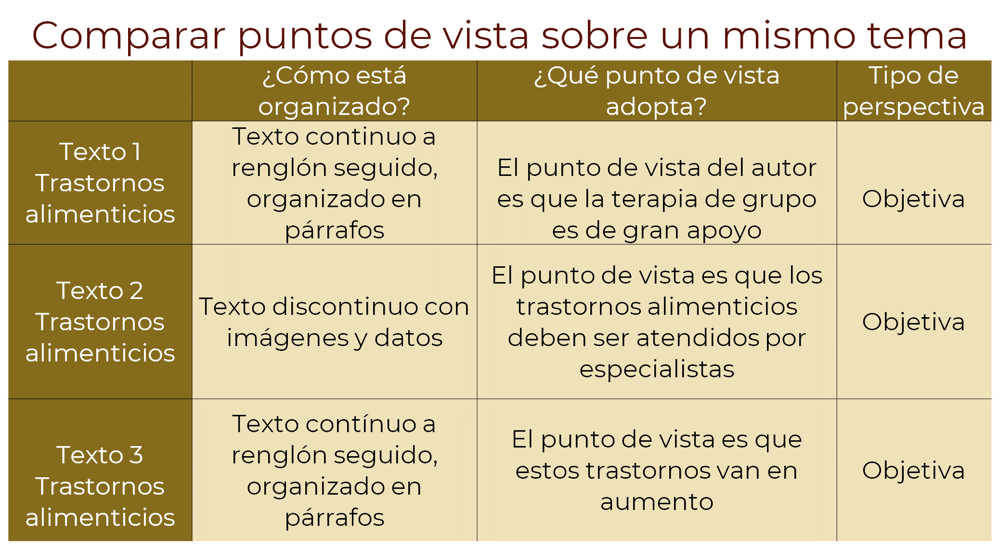 Comparar puntos de vista sobre un mismo tema
¿Cómo está
organizado?
¿Qué punto de vista
adopta?
Tipo de
perspectiva
Texto 1
Trastornos
alimenticios
Texto continuo a
renglón seguido,
organizado en
párrafos
El punto de vista del autor
es que la terapia de grupo
es de gran apoyo
Objetiva
Texto 2
Trastornos
alimenticios
Texto discontinuo con
imágenes y datos
El punto de vista es que los
trastornos alimenticios
deben ser atendidos por
especialistas
Objetiva
Texto 3
Trastornos
alimenticios
Texto contínuo a
renglón seguido,
organizado en
párrafos
El punto de vista es que
estos trastornos van en
aumento
Objetiva